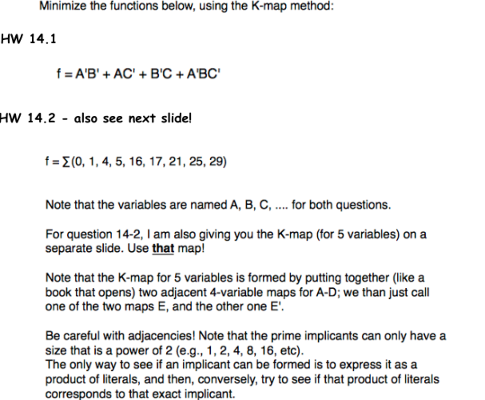 Minimize the functions below, using the K-map method:
HW 14.1
f = A'B' + AC' + B'C + A'BC'
HW 14.2 - also see next slide!
f = Σ(0, 1, 4, 5, 16, 17, 21, 25, 29)
Note that the variables are named A, B, C, .... for both questions.
For question 14-2, I am also giving you the K-map (for 5 variables) on a
separate slide. Use that map!
Note that the K-map for 5 variables is formed by putting together (like a
book that opens) two adjacent 4-variable maps for A-D; we than just call
one of the two maps E, and the other one E'.
Be careful with adjacencies! Note that the prime implicants can only have a
size that is a power of 2 (e.g., 1, 2, 4, 8, 16, etc).
The only way to see if an implicant can be formed is to express it as a
product of literals, and then, conversely, try to see if that product of literals
corresponds to that exact implicant.